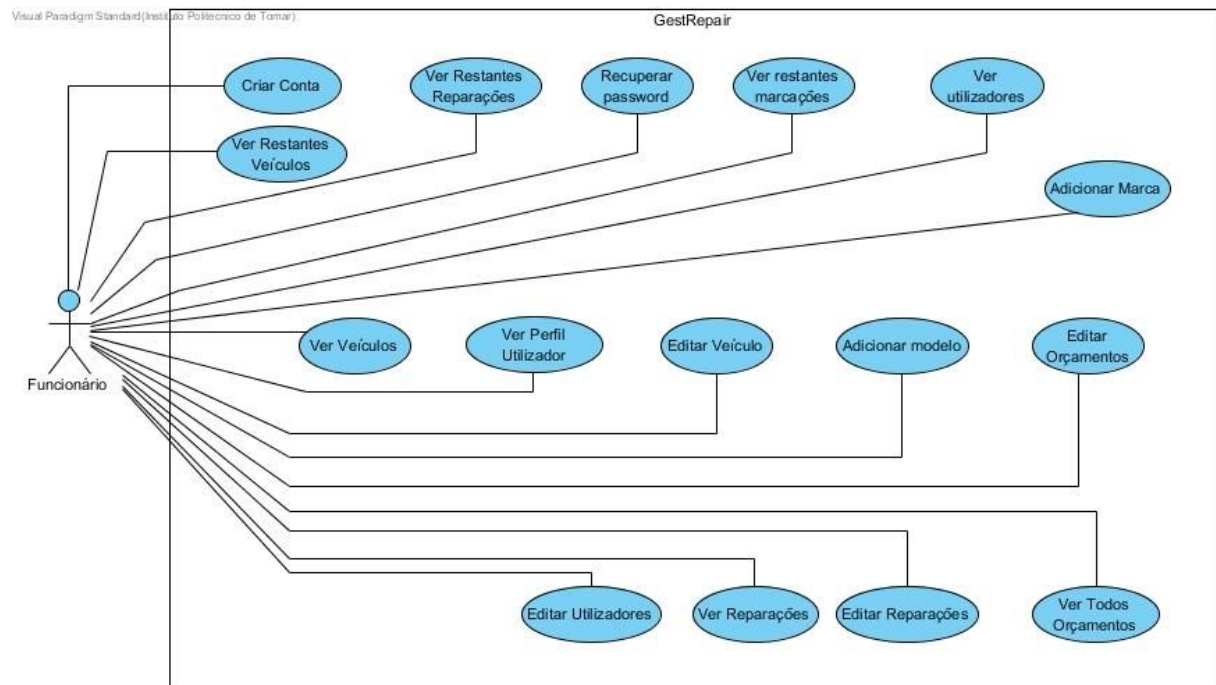 Visual Paradigm Standard(Instituto Politecnico de Tomar)
GestRepair
Criar Conta
Ver Restantes
Reparações
Recuperar
password
Ver restantes
marcações
Ver
utilizadores
Ver Restantes
Veículos
Adicionar Marca
Ver Veículos
Ver Perfil
Utilizador
Editar Veículo
Adicionar modelo
Editar
Orçamentos
Funcionário
Editar Utilizadores
Ver Reparações
Editar Reparações
Ver Todos
Orçamentos